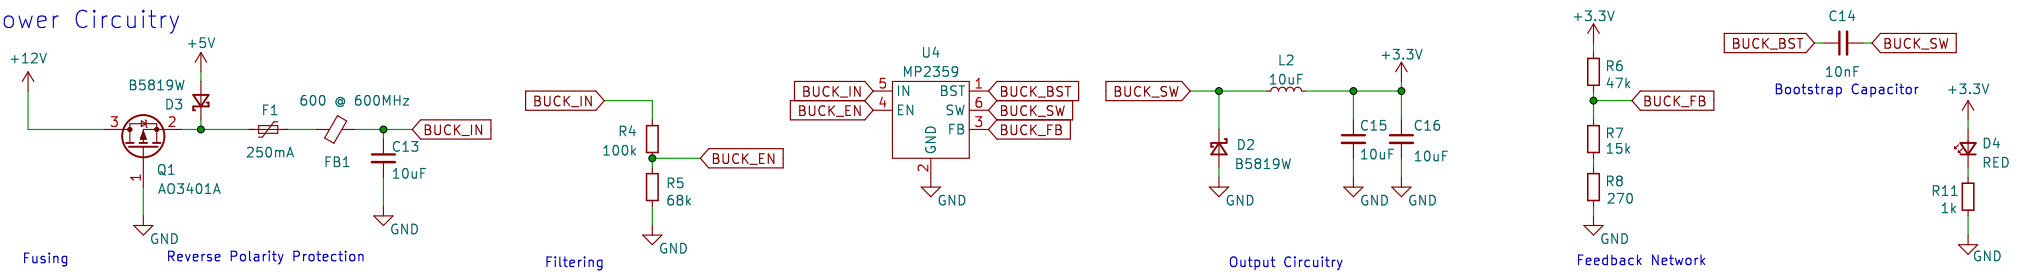 ower Circuitry
+12V
+5V
B5819W
D3
F1
250mA
600 @ 600MHz
FB1
3
2
1
Q1
AO3401A
GND
BUCK_IN
C13
10uF
GND
Fusing
Reverse Polarity Protection
BUCK_IN
R4
100k
BUCK_EN
R5
68k
GND
Filtering
U4
MP2359
BUCK_IN
5
IN
BST
1
BUCK_BST
BUCK_EN
4
EN
SW
6
BUCK_SW
FB
3
BUCK_FB
GND
2
GND
BUCK_SW
L2
10uF
+3.3V
D2
B5819W
GND
C15
10uF
GND
C16
10uF
GND
Output Circuitry
+3.3V
R6
47k
BUCK_FB
R7
15k
R8
270
GND
Feedback Network
C14
BUCK_BST
BUCK_SW
10nF
Bootstrap Capacitor
+3.3V
D4
RED
R11
1k
GND